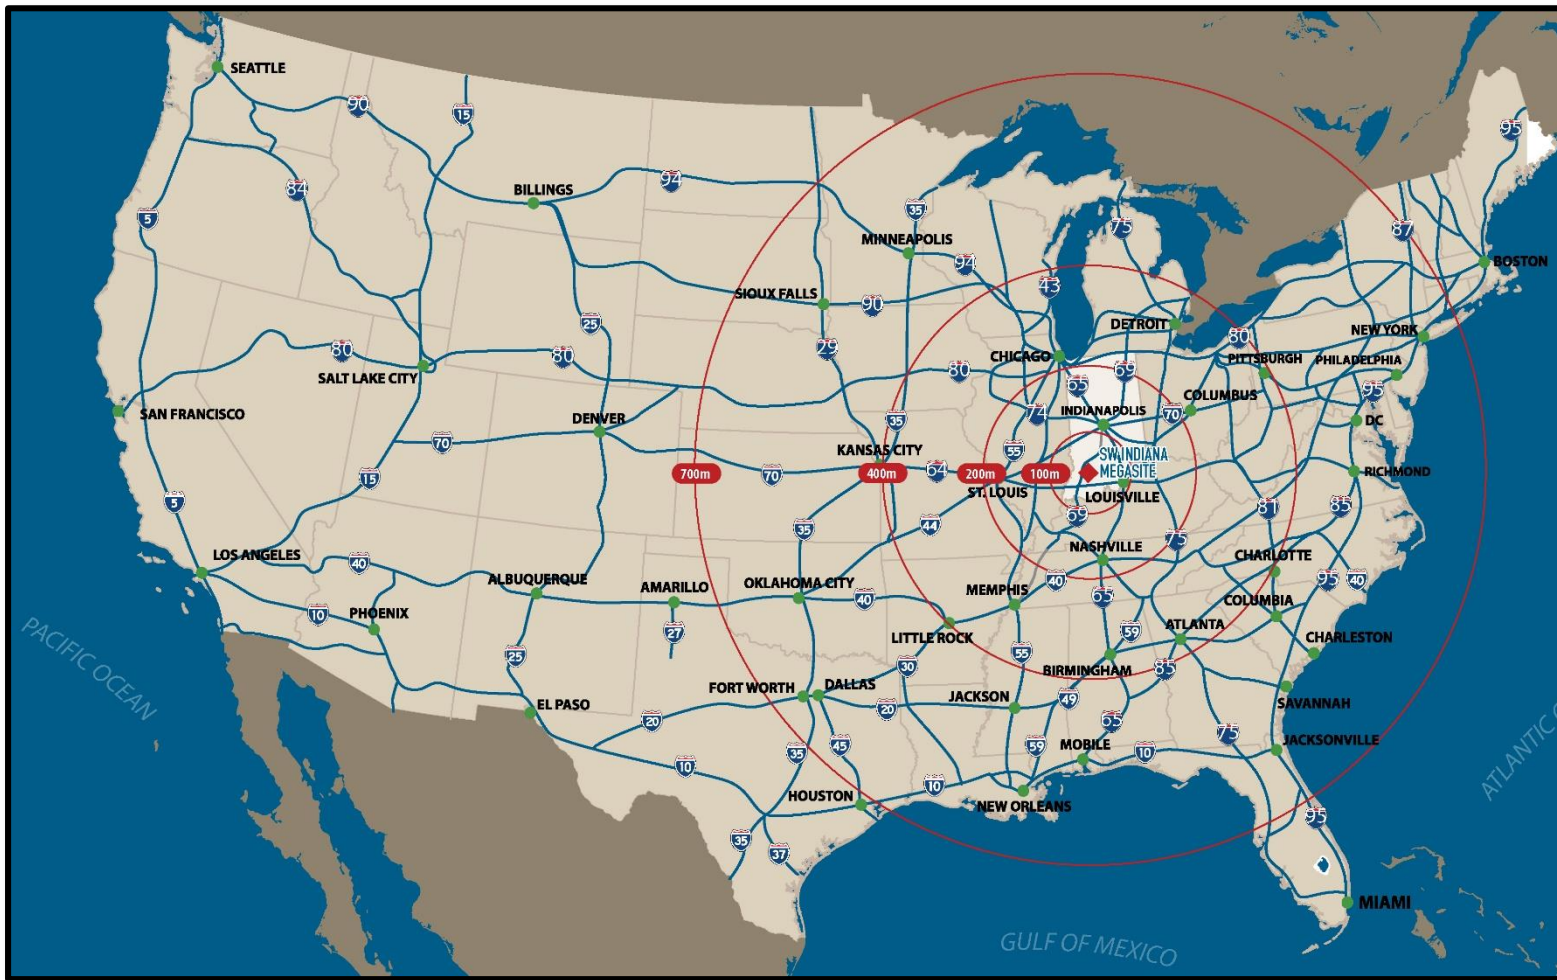 SEATTLE
90
15
95
84
94
BILLINGS
5
35
75
87
MINNEAPOLIS
94
BOSTON
43
SIOUX FALLS
90
25
DETROIT
80
NEW YORK
29
CHICAGO
80
80
PITTSBURGH
PHILADELPHIA
SALT LAKE CITY
80
65
69
95
COLUMBUS
SAN FRANCISCO
DENVER
74
INDIANAPOLIS
70
35
DC
70
KANSAS CITY
55
SW INDIANA
MEGASITE
700m
70
400m
64
200m
100m
RICHMOND
15
ST. LOUIS
LOUISVILLE
5
81
85
69
35
44
75
LOS ANGELES
NASHVILLE
CHARLOTTE
40
ALBUQUERQUE
AMARILLO
OKLAHOMA CITY
MEMPHIS
40
95
40
40
65
COLUMBIA
10
PHOENIX
27
LITTLE ROCK
59
ATLANTA
CHARLESTON
PACIFIC OCEAN
25
30
55
BIRMINGHAM
85
FORT WORTH
DALLAS
JACKSON
49
SAVANNAH
EL PASO
20
20
65
75
JACKSONVILLE
35
45
59
MOBILE
10
10
HOUSTON
10
NEW ORLEANS
95
35
37
MIAMI
GULF OF MEXICO
ATLANTIC